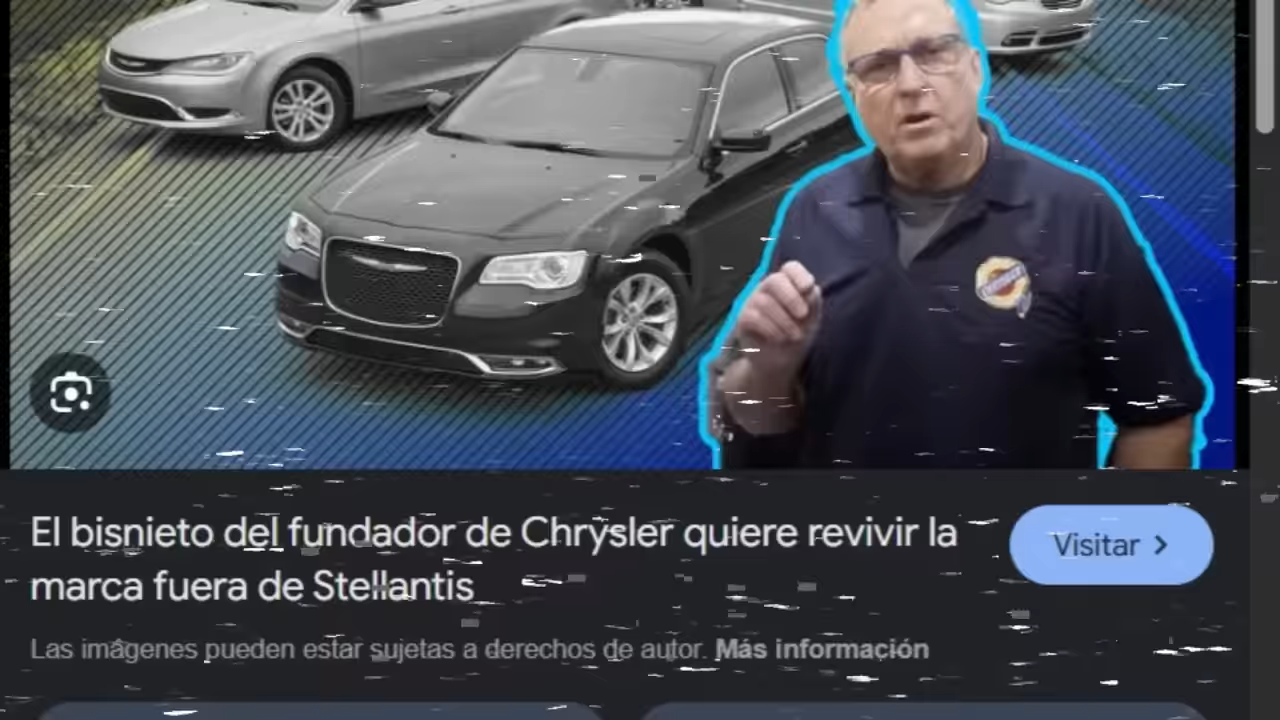 El bisnieto del fundador de Chrysler quiere revivir la
marca fuera de Stellantis
Visitar
Las imágenes pueden estar sujetas a derechos de autor. Más información